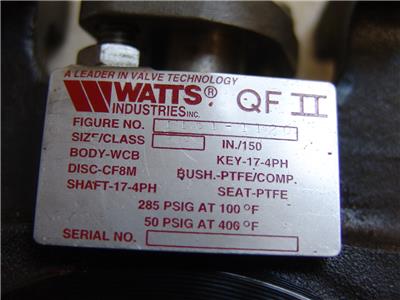 A LEADER IN VALVE TECHNOLOGY
WATTS® QF II
INDUSTRIES INC.
FIGURE NO.
SIZE/CLASS IN./150
BODY-WCB KEY-17-4PH
DISC-CF8M BUSH.-PTFE/COMP.
SHAFT-17-4PH SEAT-PTFE
285 PSIG AT 100°F
50 PSIG AT 400°F
SERIAL NO.